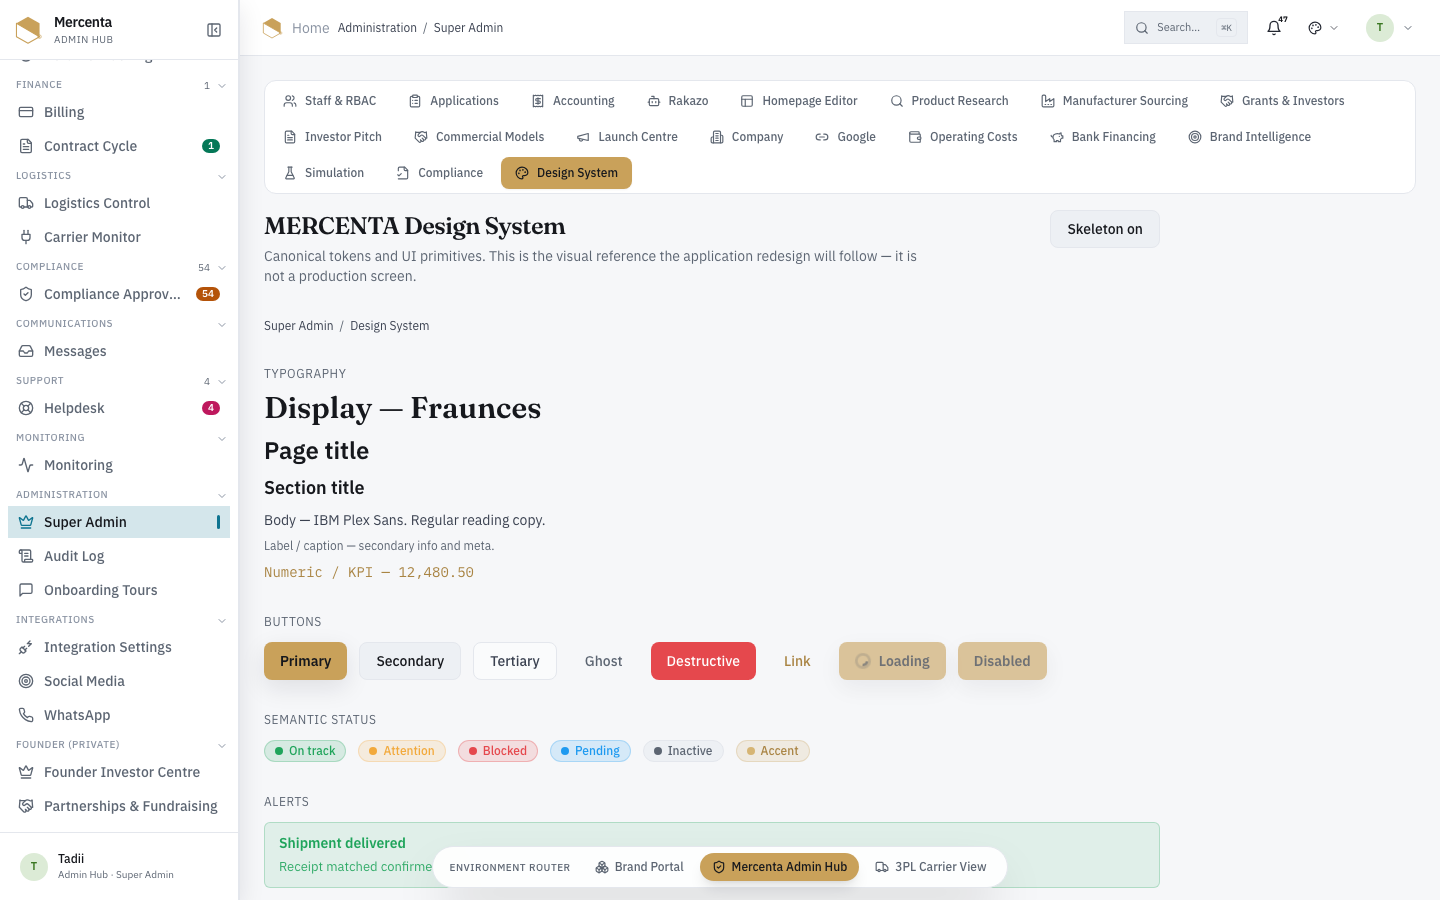 Mercenta
ADMIN HUB
FINANCE 1
Billing
Contract Cycle 1
LOGISTICS
Logistics Control
Carrier Monitor
COMPLIANCE 54
Compliance Approv... 54
COMMUNICATIONS
Messages
SUPPORT 4
Helpdesk 4
MONITORING
Monitoring
ADMINISTRATION
Super Admin
Audit Log
Onboarding Tours
INTEGRATIONS
Integration Settings
Social Media
WhatsApp
FOUNDER (PRIVATE)
Founder Investor Centre
Partnerships & Fundraising
T
Tadii
Admin Hub · Super Admin
Home Administration / Super Admin
Search... ⌘K
47
T
Staff & RBAC Applications Accounting Rakazo Homepage Editor Product Research Manufacturer Sourcing Grants & Investors
Investor Pitch Commercial Models Launch Centre Company Google Operating Costs Bank Financing Brand Intelligence
Simulation Compliance Design System
MERCENTA Design System
Skeleton on
Canonical tokens and UI primitives. This is the visual reference the application redesign will follow — it is
not a production screen.
Super Admin / Design System
TYPOGRAPHY
Display — Fraunces
Page title
Section title
Body — IBM Plex Sans. Regular reading copy.
Label / caption — secondary info and meta.
Numeric / KPI — 12,480.50
BUTTONS
Primary Secondary Tertiary Ghost Destructive Link Loading Disabled
SEMANTIC STATUS
On track Attention Blocked Pending Inactive Accent
ALERTS
Shipment delivered
Receipt matched confirme
ENVIRONMENT ROUTER Brand Portal Mercenta Admin Hub 3PL Carrier View